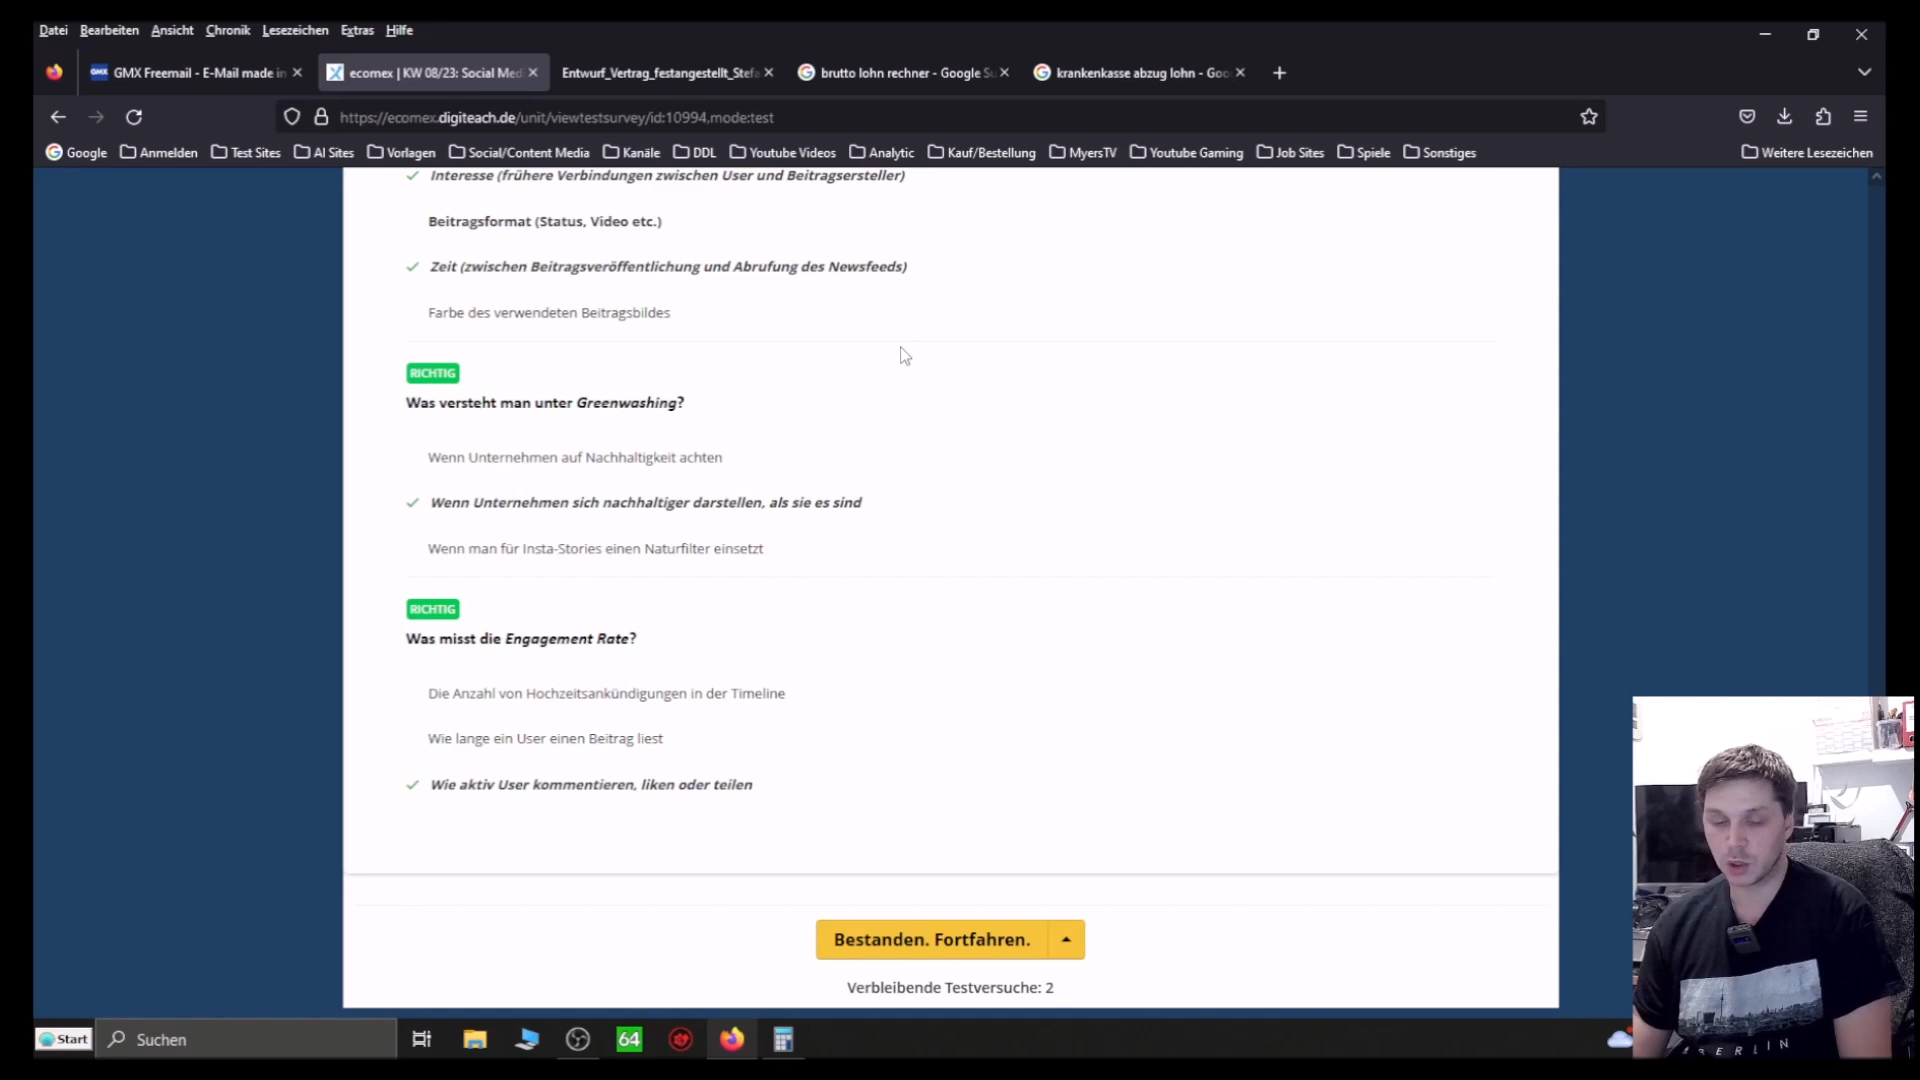 Datei Bearbeiten Ansicht Chronik Lesezeichen Extras Hilfe
GMX Freemail - E-Mail made in
ecomex | KW 08/23: Social Med
Entwurf_Vertrag_festangestellt_Stef
brutto lohn rechner - Google Su
krankenkasse abzug lohn - Goo
https://ecomex.digiteach.de/unit/viewtestsurvey/id:10994,mode:test
Google Anmelden Test Sites AI Sites Vorlagen Social/Content Media Kanäle DDL Youtube Videos Analytic Kauf/Bestellung MyersTV Youtube Gaming Job Sites Spiele Sonstiges Weitere Lesezeichen
Interesse (frühere Verbindungen zwischen User und Beitragsersteller)
Beitragsformat (Status, Video etc.)
Zeit (zwischen Beitragsveröffentlichung und Abrufung des Newsfeeds)
Farbe des verwendeten Beitragsbildes
RICHTIG
Was versteht man unter Greenwashing?
Wenn Unternehmen auf Nachhaltigkeit achten
Wenn Unternehmen sich nachhaltiger darstellen, als sie es sind
Wenn man für Insta-Stories einen Naturfilter einsetzt
RICHTIG
Was misst die Engagement Rate?
Die Anzahl von Hochzeitsankündigungen in der Timeline
Wie lange ein User einen Beitrag liest
Wie aktiv User kommentieren, liken oder teilen
Bestanden. Fortfahren.
Verbleibende Testversuche: 2
Start
Suchen
64
BERLIN